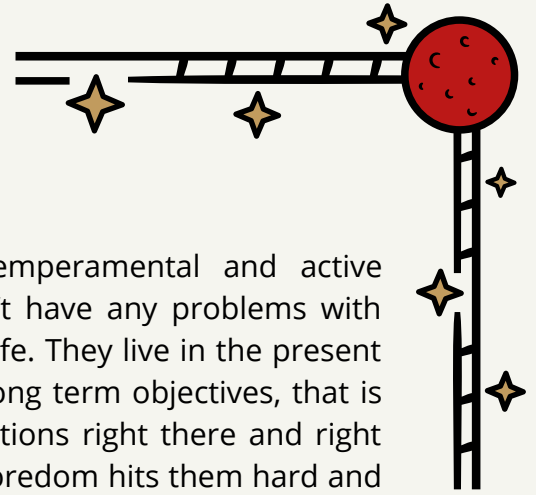 emperamental and active
t have any problems with
fe. They live in the present
ong term objectives, that is
tions right there and right
oredom hits them hard and